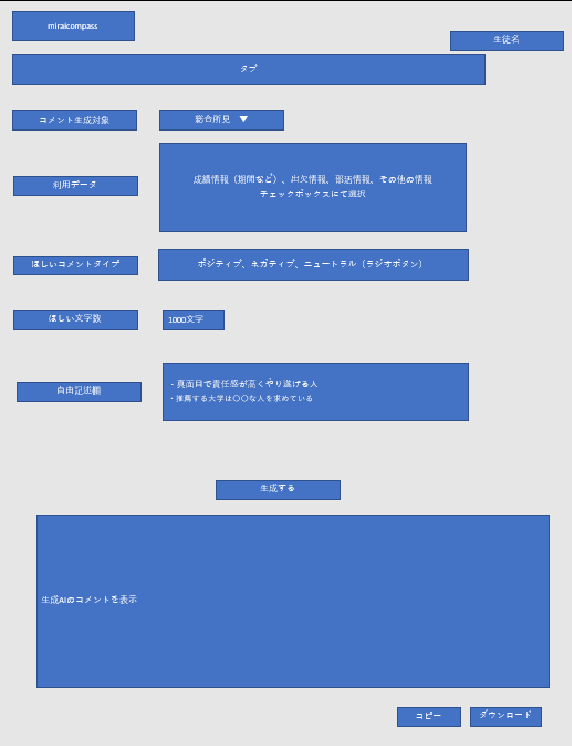 miraicompass
生徒名
タブ
コメント生成対象
総合所見 ▼
利用データ
成績情報（期間など）、出欠情報、部活情報、その他の情報
チェックボックスにて選択
ほしいコメントタイプ
ポジティブ、ネガティブ、ニュートラル（ラジオボタン）
ほしい文字数
1000文字
自由記述欄
・真面目で責任感が高くやり遂げる人
・推薦する大学は〇〇な人を求めている
生成する
生成AIのコメントを表示
コピー
ダウンロード